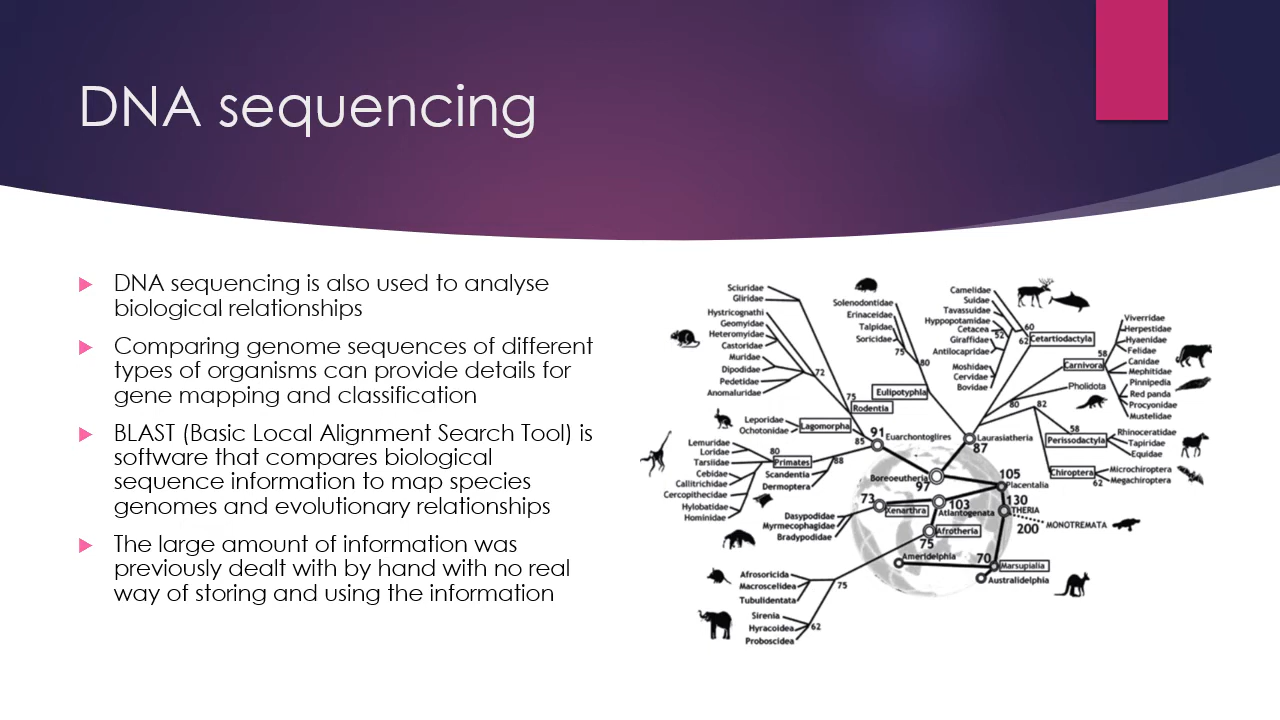 DNA sequencing
DNA sequencing is also used to analyse
biological relationships
Comparing genome sequences of different
types of organisms can provide details for
gene mapping and classification
BLAST (Basic Local Alignment Search Tool) is
software that compares biological
sequence information to map species
genomes and evolutionary relationships
The large amount of information was
previously dealt with by hand with no real
way of storing and using the information
Sciuridae
Gliridae
Hystricognathi
Geomyidae
Heteromyidae
Castoridae
Muridae
Dipodidae
Pedetidae
Anomaluridae
72
75
Rodentia
Leporidae
Ochotonidae
Lagomorpha
85
91
Euarchontoglires
Lemuridae
Loridae
Tarsiidae
Cebidae
Callitrichidae
Cercopithecidae
Hylobatidae
Hominidae
80
Primates
Scandentia
Dermoptera
88
Solenodontidae
Erinaceidae
Talpidae
Soricidae
75
80
Eulipotyphla
Camelidae
Suidae
Tavassuidae
Hyppopotamidae
Cetacea
Giraffidae
Antilocapridae
Moshidae
Cervidae
Bovidae
52
60
62
Cetartiodactyla
Viverridae
Herpestidae
Hyaenidae
Felidae
Canidae
Mephitidae
Pinnipedia
Red panda
Procyonidae
Mustelidae
58
Carnivora
Pholidota
80
82
Laurasiatheria
87
58
Perissodactyla
Rhinoceratidae
Tapiridae
Equidae
Chiroptera
Microchiroptera
Megachiroptera
62
Boreoeutheria
97
105
Placentalia
73
Xenarthra
103
Atlantogenata
130
THERIA
200
MONOTREMATA
Dasypodidae
Myrmecophagidae
Bradypodidae
75
Afrotheria
Ameridelphia
70
Marsupialia
Australidelphia
Afrosoricida
Macroscelidea
Tubulidentata
75
Sirenia
Hyracoidea
Proboscidea
62